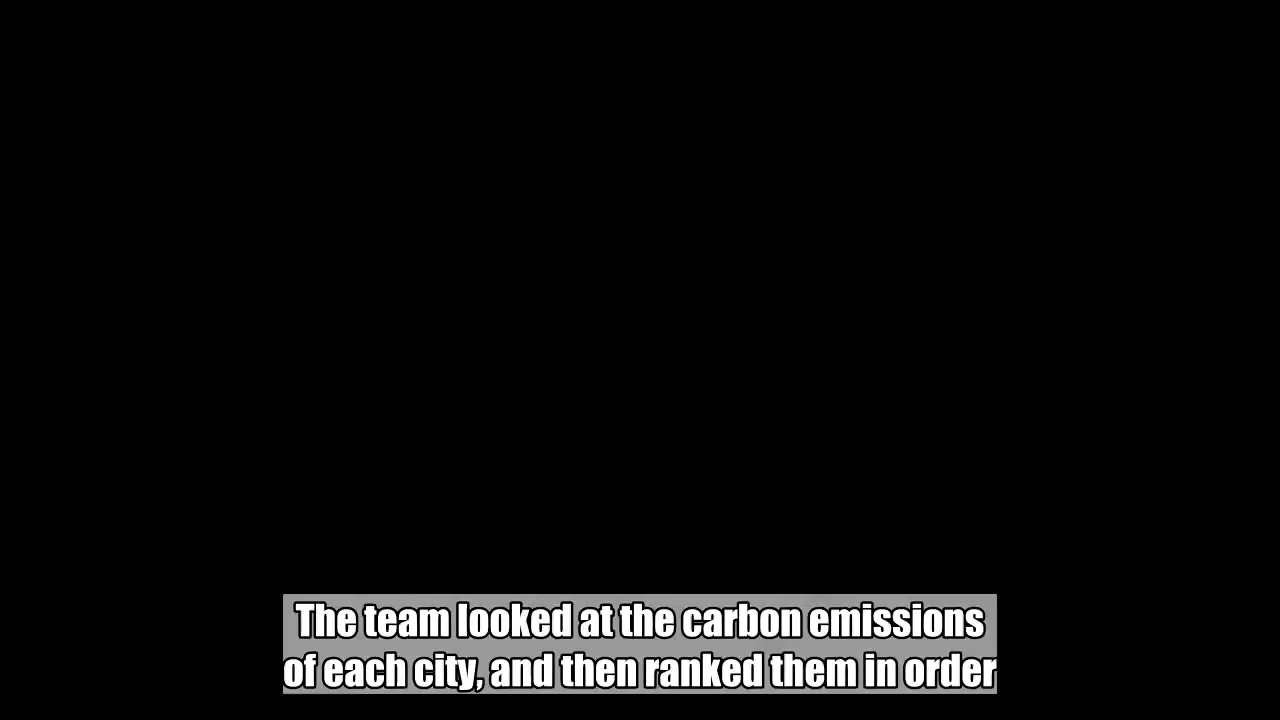 The team looked at the carbon emissions
of each city, and then ranked them in order